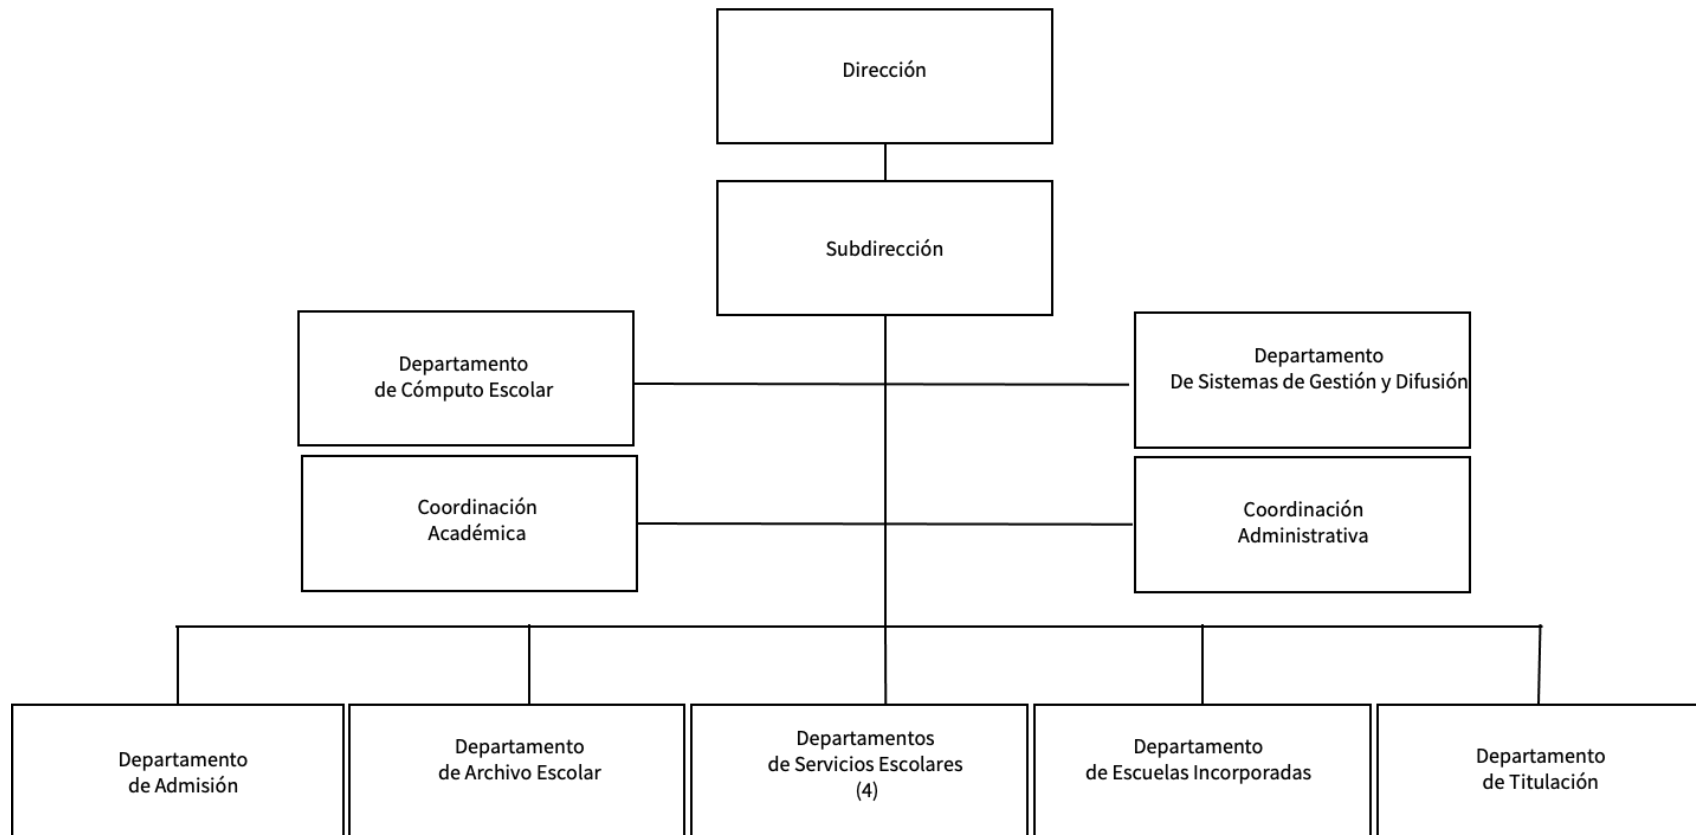 Dirección
Subdirección
Departamento
de Cómputo Escolar
Departamento
De Sistemas de Gestión y Difusión
Coordinación
Académica
Coordinación
Administrativa
Departamento
de Admisión
Departamento
de Archivo Escolar
Departamentos
de Servicios Escolares
(4)
Departamento
de Escuelas Incorporadas
Departamento
de Titulación